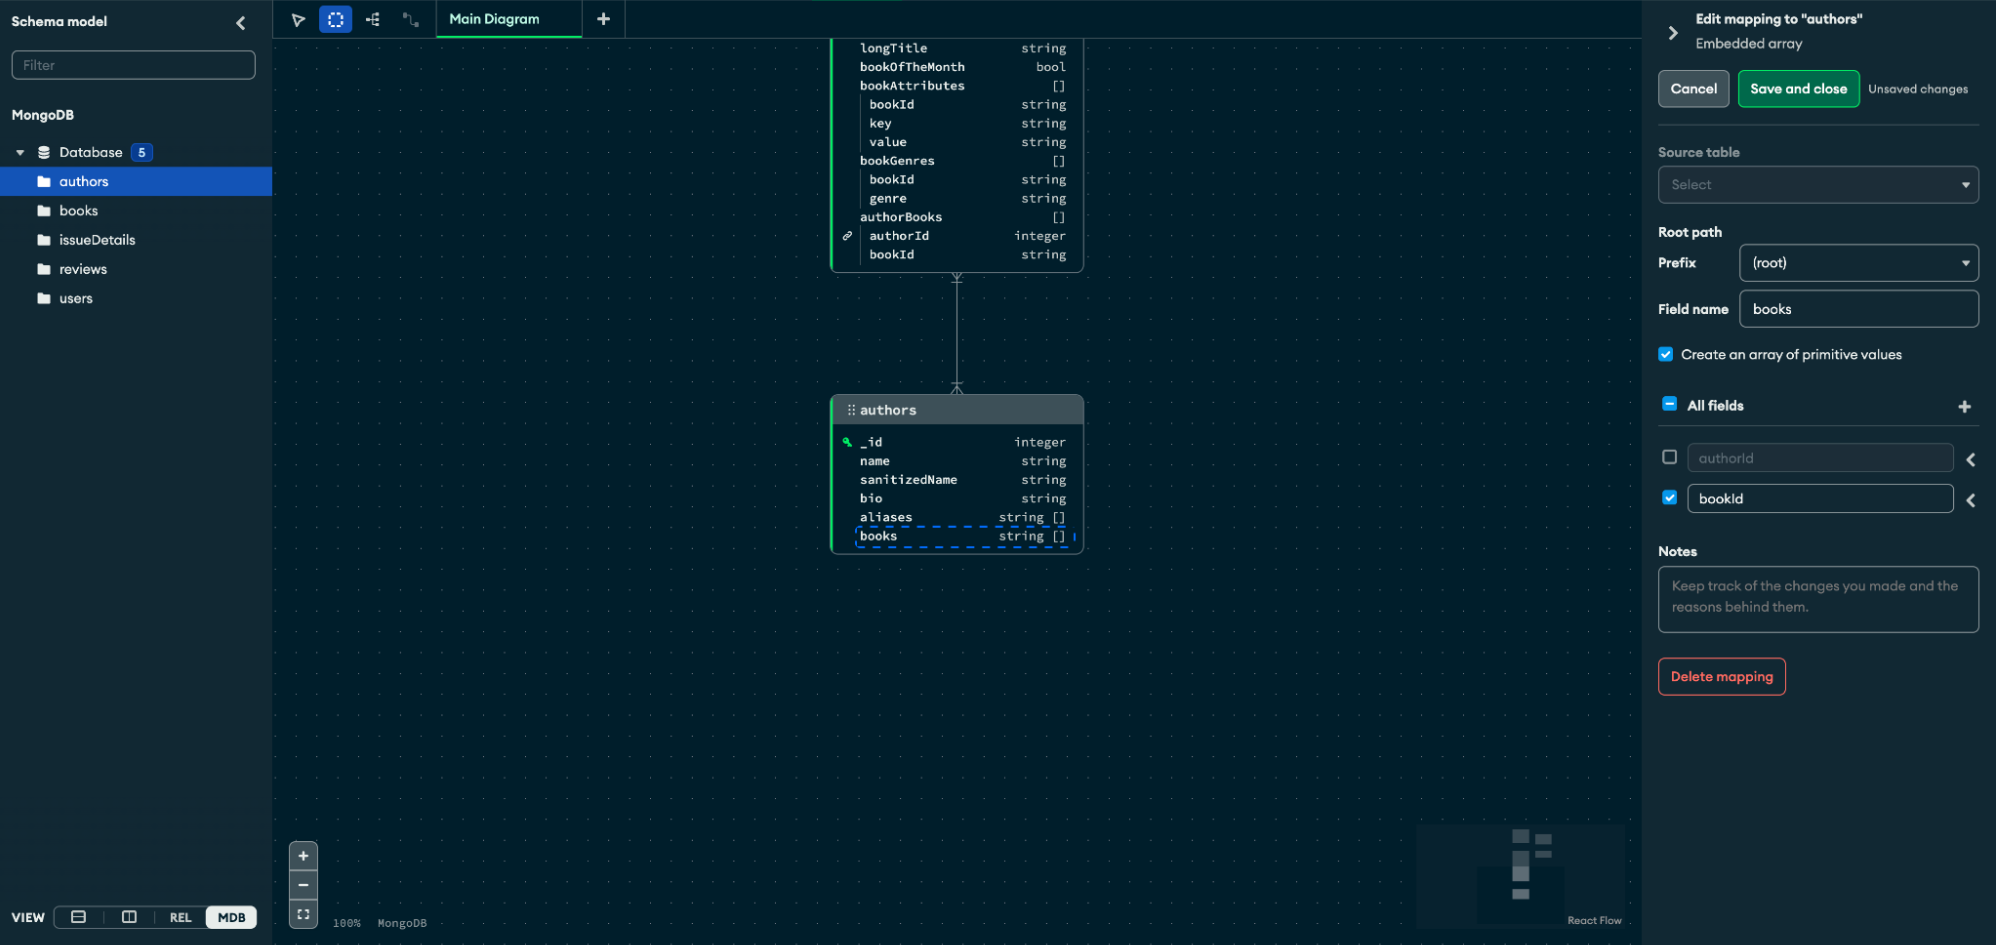 Schema model
Filter
MongoDB
Database 5
authors
books
issueDetails
reviews
users
VIEW REL MDB
Main Diagram
longTitle string
bookOfTheMonth bool
bookAttributes []
bookId string
key string
value string
bookGenres []
bookId string
genre string
authorBooks []
authorId integer
bookId string
authors
_id integer
name string
sanitizedName string
bio string
aliases string []
books string []
100% MongoDB
React Flow
Edit mapping to "authors"
Embedded array
Cancel Save and close Unsaved changes
Source table
Select
Root path
Prefix (root)
Field name books
Create an array of primitive values
All fields
authorId
bookId
Notes
Keep track of the changes you made and the
reasons behind them.
Delete mapping